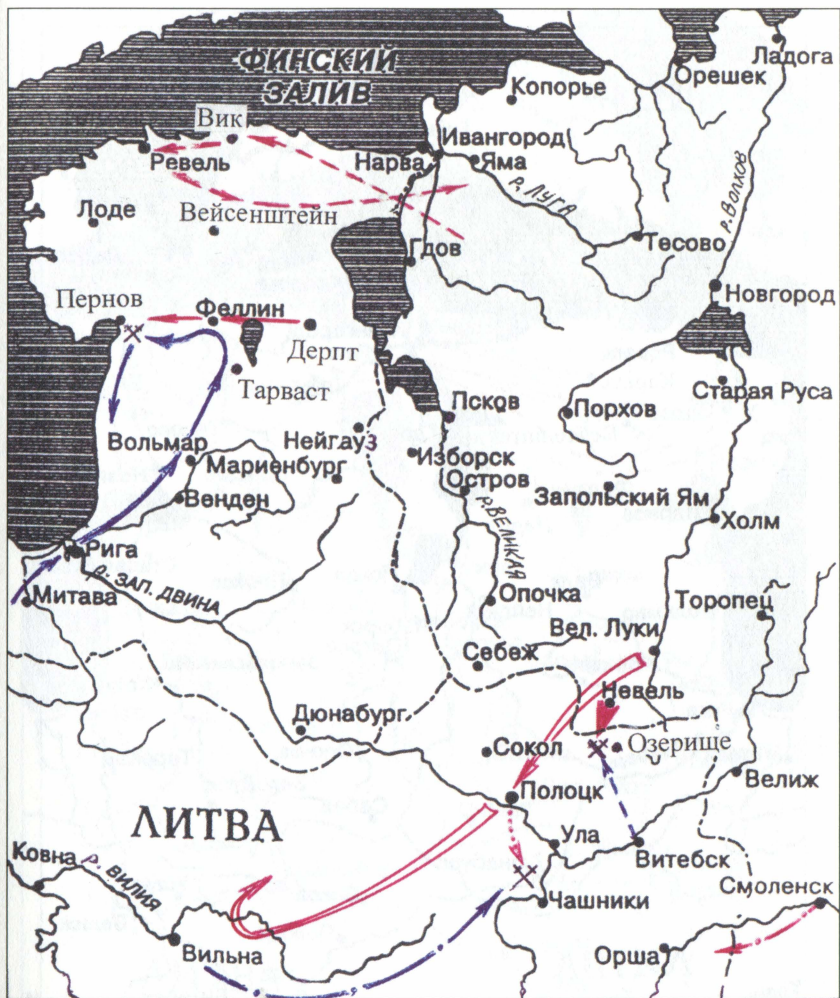 ФИНСКИЙ
ЗАЛИВ
Ладога
Орешек
Копорье
Вик
Ивангород
Ревель
Нарва
Яма
р. ЛУГА
р. Волхов
Лоде
Вейсенштейн
Гдов
Тесово
Новгород
Пернов
Феллин
Дерпт
Тарваст
Старая Руса
Псков
Порхов
Вольмар
Нейгауз
Мариенбург
Изборск
Остров
Венден
р. ВЕЛИКАЯ
Запольский Ям
Холм
Рига
р. ЗАП. ДВИНА
Митава
Опочка
Торопец
Вел. Луки
Себеж
Невель
Дюнабург
Сокол
Озерище
Велиж
Полоцк
ЛИТВА
Ула
Витебск
Ковна
р. ВИЛИЯ
Чашники
Смоленск
Вильна
Орша